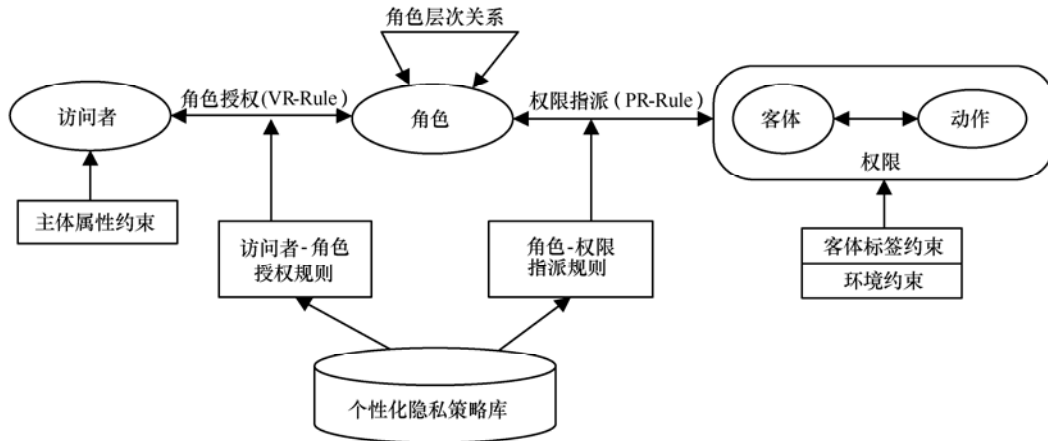 角色层次关系
访问者
角色授权(VR-Rule)
角色
权限指派(PR-Rule)
客体
动作
权限
主体属性约束
访问者-角色
授权规则
角色-权限
指派规则
客体标签约束
环境约束
个性化隐私策略库